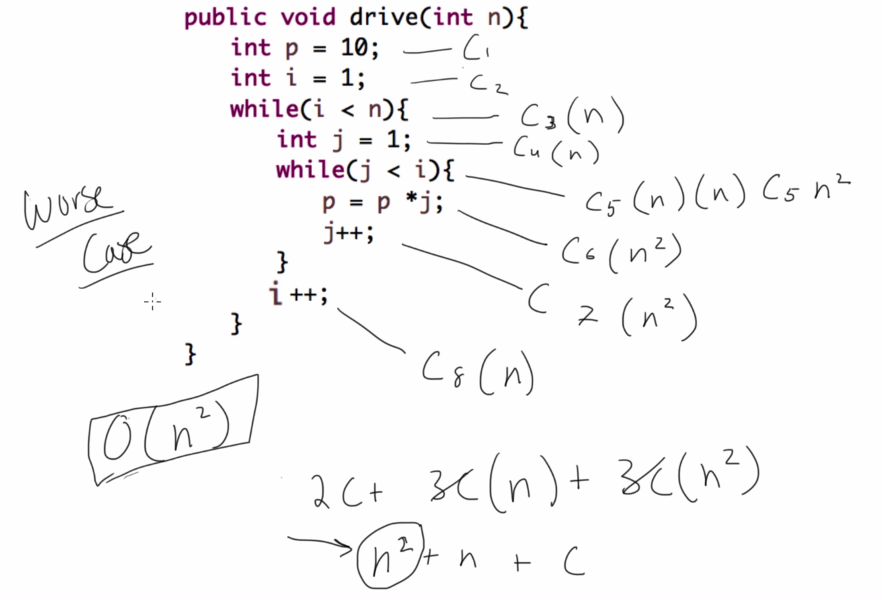 public void drive(int n){
int p = 10; C₁
int i = 1; C₂
while(i < n){ C₃(n)
int j = 1; C₄(n)
while(j < i){ C₅(n)(n) C₅ n²
p = p *j; C₆(n²)
j++; C 7 (n²)
}
i ++; C₈(n)
}
}
Worse
Case
O(n²)
2C+ 3C(n)+ 3C(n²)
n² + n + C